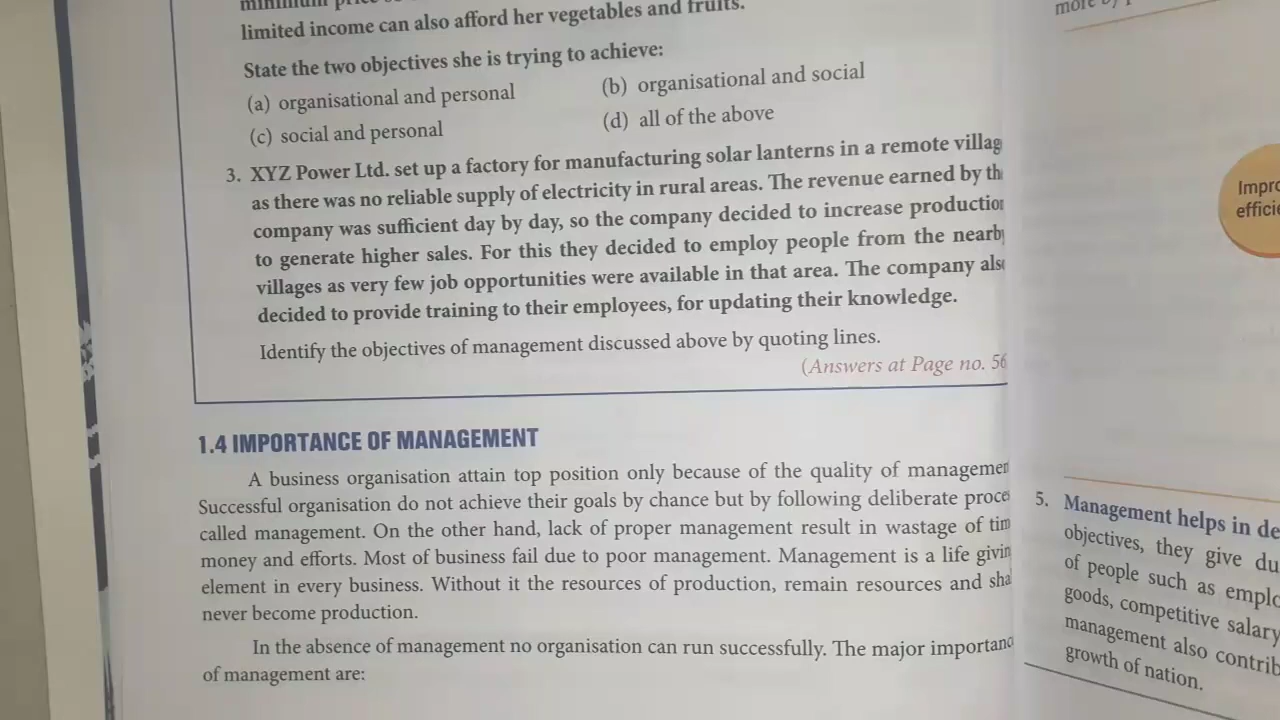 limited income can also afford her vegetables and fruits.
State the two objectives she is trying to achieve:
(a) organisational and personal (b) organisational and social
(c) social and personal (d) all of the above
3. XYZ Power Ltd. set up a factory for manufacturing solar lanterns in a remote villag
as there was no reliable supply of electricity in rural areas. The revenue earned by th
company was sufficient day by day, so the company decided to increase production
to generate higher sales. For this they decided to employ people from the nearby
villages as very few job opportunities were available in that area. The company als
decided to provide training to their employees, for updating their knowledge.
Identify the objectives of management discussed above by quoting lines.
(Answers at Page no. 56
1.4 IMPORTANCE OF MANAGEMENT
A business organisation attain top position only because of the quality of managemen
Successful organisation do not achieve their goals by chance but by following deliberate proce
called management. On the other hand, lack of proper management result in wastage of tim
money and efforts. Most of business fail due to poor management. Management is a life givin
element in every business. Without it the resources of production, remain resources and sha
never become production.
In the absence of management no organisation can run successfully. The major importanc
of management are:
Impro
efficie
5. Management helps in de
objectives, they give du
of people such as emplo
goods, competitive salary
management also contrib
growth of nation.